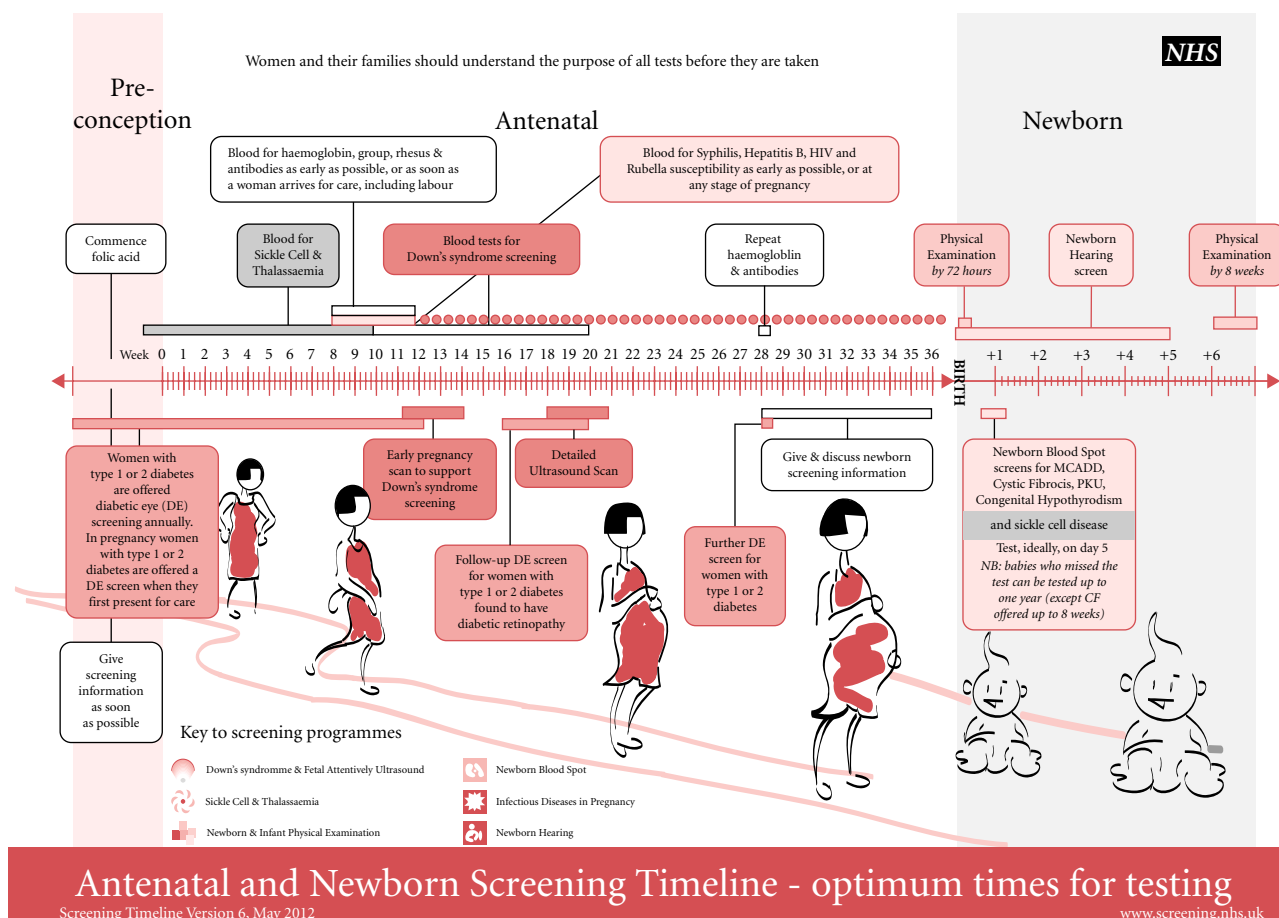 Women and their families should understand the purpose of all tests before they are taken
NHS
Pre-
conception
Antenatal
Newborn
Blood for haemoglobin, group, rhesus &
antibodies as early as possible, or as soon as
a woman arrives for care, including labour
Blood for Syphilis, Hepatitis B, HIV and
Rubella susceptibility as early as possible, or at
any stage of pregnancy
Commence
folic acid
Blood for
Sickle Cell &
Thalassaemia
Blood tests for
Down's syndrome screening
Repeat
haemoglobin
& antibodies
Physical
Examination
by 72 hours
Newborn
Hearing
screen
Physical
Examination
by 8 weeks
Week 0 1 2 3 4 5 6 7 8 9 10 11 12 13 14 15 16 17 18 19 20 21 22 23 24 25 26 27 28 29 30 31 32 33 34 35 36
BIRTH
+1 +2 +3 +4 +5 +6
Women with
type 1 or 2 diabetes
are offered
diabetic eye (DE)
screening annually.
In pregnancy women
with type 1 or 2
diabetes are offered a
DE screen when they
first present for care
Early pregnancy
scan to support
Down's syndrome
screening
Detailed
Ultrasound Scan
Give & discuss newborn
screening information
Newborn Blood Spot
screens for MCADD,
Cystic Fibrocis, PKU,
Congenital Hypothyrodism
and sickle cell disease
Test, ideally, on day 5
NB: babies who missed the
test can be tested up to
one year (except CF
offered up to 8 weeks)
Follow-up DE screen
for women with
type 1 or 2 diabetes
found to have
diabetic retinopathy
Further DE
screen for
women with
type 1 or 2
diabetes
Give
screening
information
as soon
as possible
Key to screening programmes
Down's syndromme & Fetal Attentively Ultrasound
Sickle Cell & Thalassaemia
Newborn & Infant Physical Examination
Newborn Blood Spot
Infectious Diseases in Pregnancy
Newborn Hearing
Antenatal and Newborn Screening Timeline - optimum times for testing
Screening Timeline Version 6, May 2012
www.screening.nhs.uk